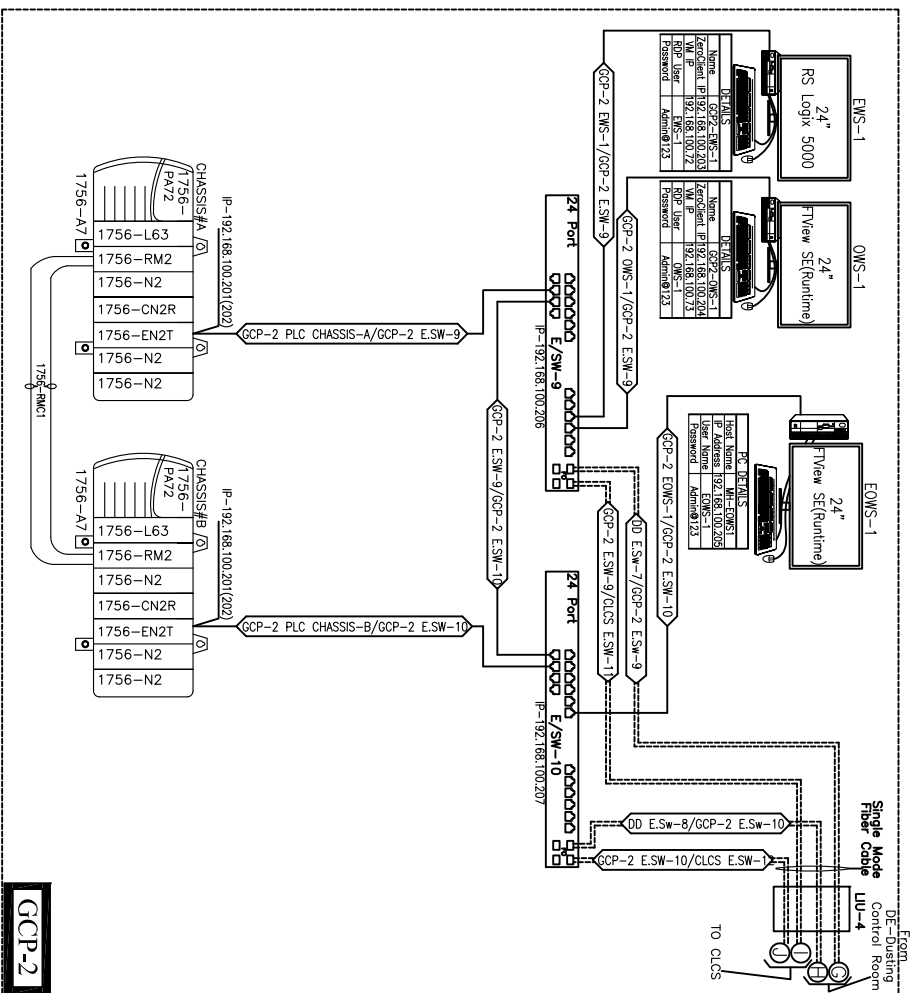 EWS-1
24"
RS Logix 5000
DETAILS
Name GCP2-EWS-1
ZeroClient IP 192.168.100.203
VM IP 192.168.100.72
RDP User EWS-1
Password Admin@123
OWS-1
24"
FTView SE(Runtime)
DETAILS
Name GCP2-OWS-1
ZeroClient IP 192.168.100.204
VM IP 192.168.100.73
RDP User OWS-1
Password Admin@123
EOWS-1
24"
FTView SE(Runtime)
PC DETAILS
Host Name MH-EOWS1
IP Address 192.168.100.205
User Name EOWS-1
Password Admin@123
GCP-2 EWS-1/GCP-2 E.SW-9
GCP-2 OWS-1/GCP-2 E.SW-9
GCP-2 EOWS-1/GCP-2 E.SW-10
DD E.Sw-7/GCP-2 E.Sw-9
GCP-2 E.SW-9/CLCS E.SW-11
24 Port
E/SW-9
IP-192.168.100.206
24 Port
E/SW-10
IP-192.168.100.207
GCP-2 E.SW-9/GCP-2 E.SW-10
DD E.Sw-8/GCP-2 E.Sw-10
GCP-2 E.SW-10/CLCS E.SW-12
Single Mode
Fiber Cable
LIU-4
From
DE-Dusting
Control Room
G
H
I
J
TO CLCS
GCP-2 PLC CHASSIS-A/GCP-2 E.SW-9
GCP-2 PLC CHASSIS-B/GCP-2 E.SW-10
IP-192.168.100.201(202)
CHASSIS#A
1756-
PA72
1756-L63
1756-RM2
1756-N2
1756-CN2R
1756-EN2T
1756-N2
1756-N2
1756-A7
1756-RMC1
IP-192.168.100.201(202)
CHASSIS#B
1756-
PA72
1756-L63
1756-RM2
1756-N2
1756-CN2R
1756-EN2T
1756-N2
1756-N2
1756-A7
GCP-2